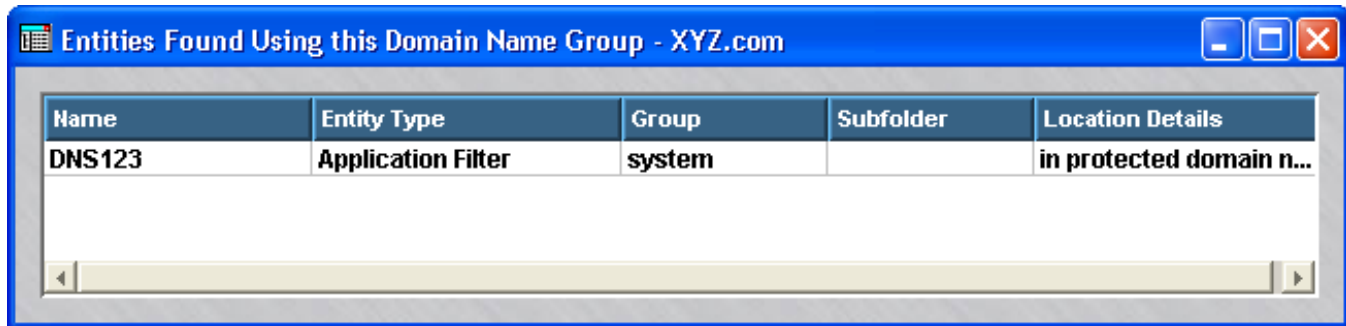 Entities Found Using this Domain Name Group - XYZ.com
Name Entity Type Group Subfolder Location Details
DNS123 Application Filter system in protected domain n...